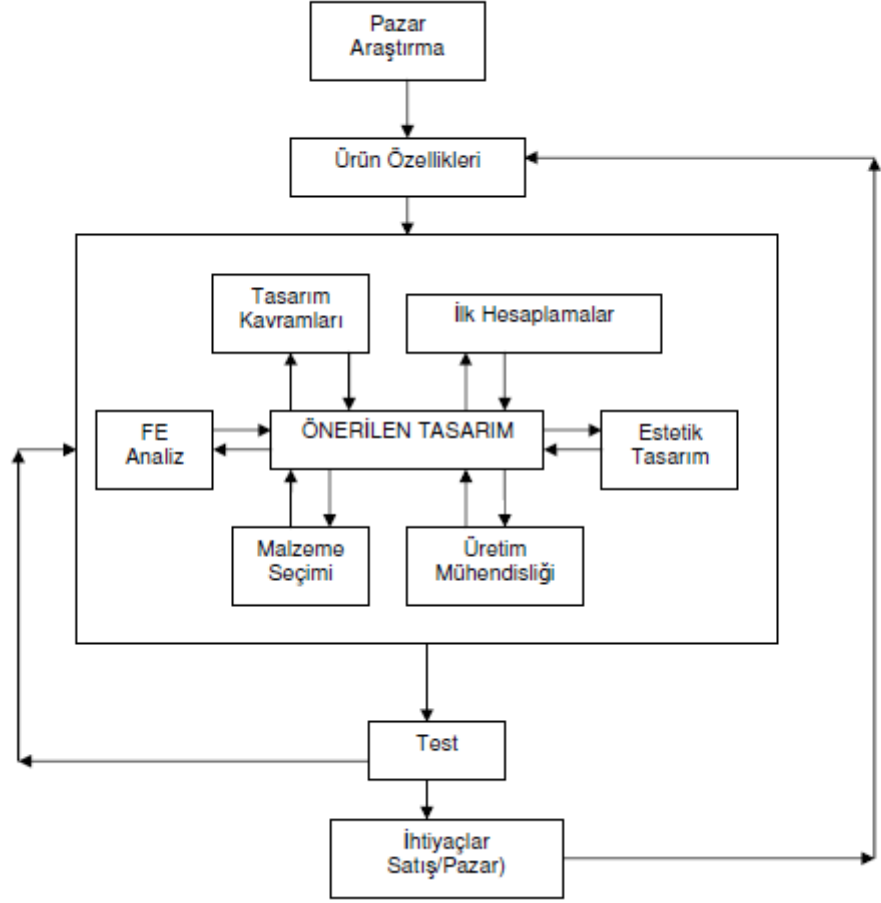 Pazar
Araştırma
Ürün Özellikleri
Tasarım
Kavramları
İlk Hesaplamalar
FE
Analiz
ÖNERİLEN TASARIM
Estetik
Tasarım
Malzeme
Seçimi
Üretim
Mühendisliği
Test
İhtiyaçlar
Satış/Pazar)